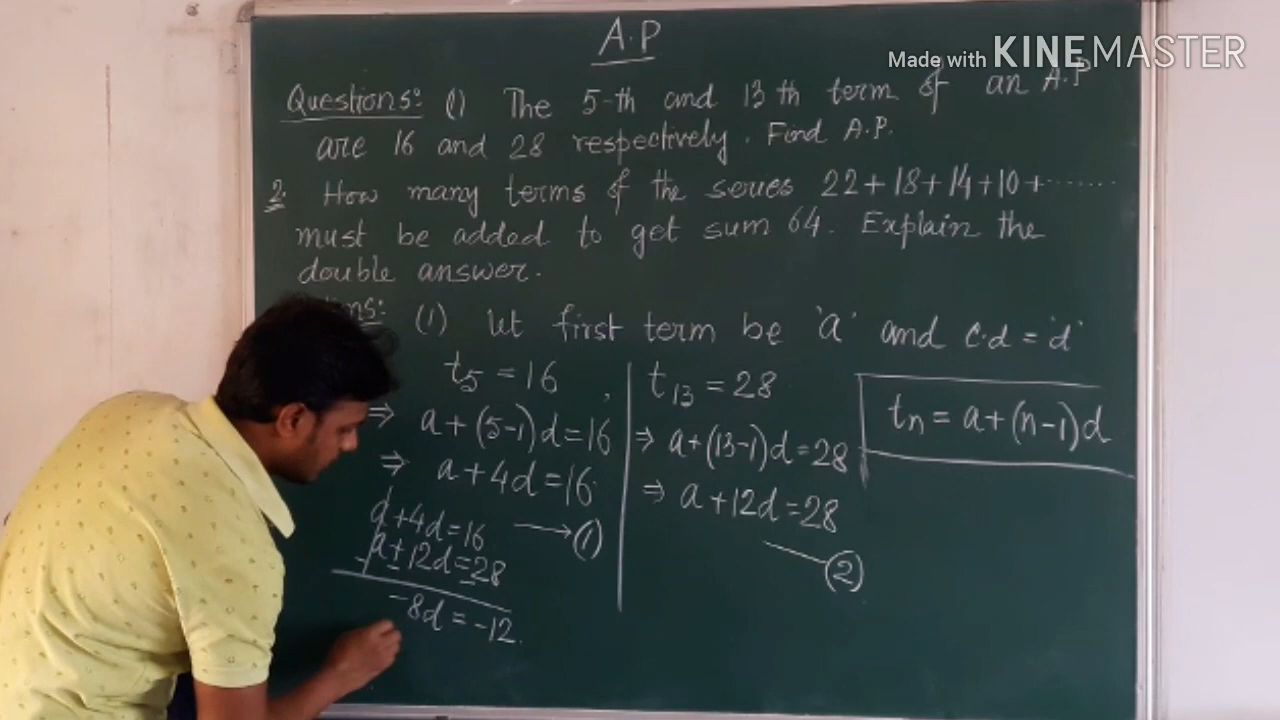 A.P
Made with KINEMASTER
Questions: (1) The 5-th and 13 th term of an A.P
are 16 and 28 respectively. Find A.P.
2. How many terms of the series 22+18+14+10+........
must be added to get sum 64. Explain the
double answer.
ns: (1) let first term be 'a' and c.d = 'd'
t5 = 16 , t13 = 28
tn = a+(n-1)d
⇒ a+(5-1)d=16 ⇒ a+(13-1)d=28
⇒ a+4d=16 ⇒ a+12d=28
a+4d=16 → (1)
a±12d=28 — (2)
-8d = -12.